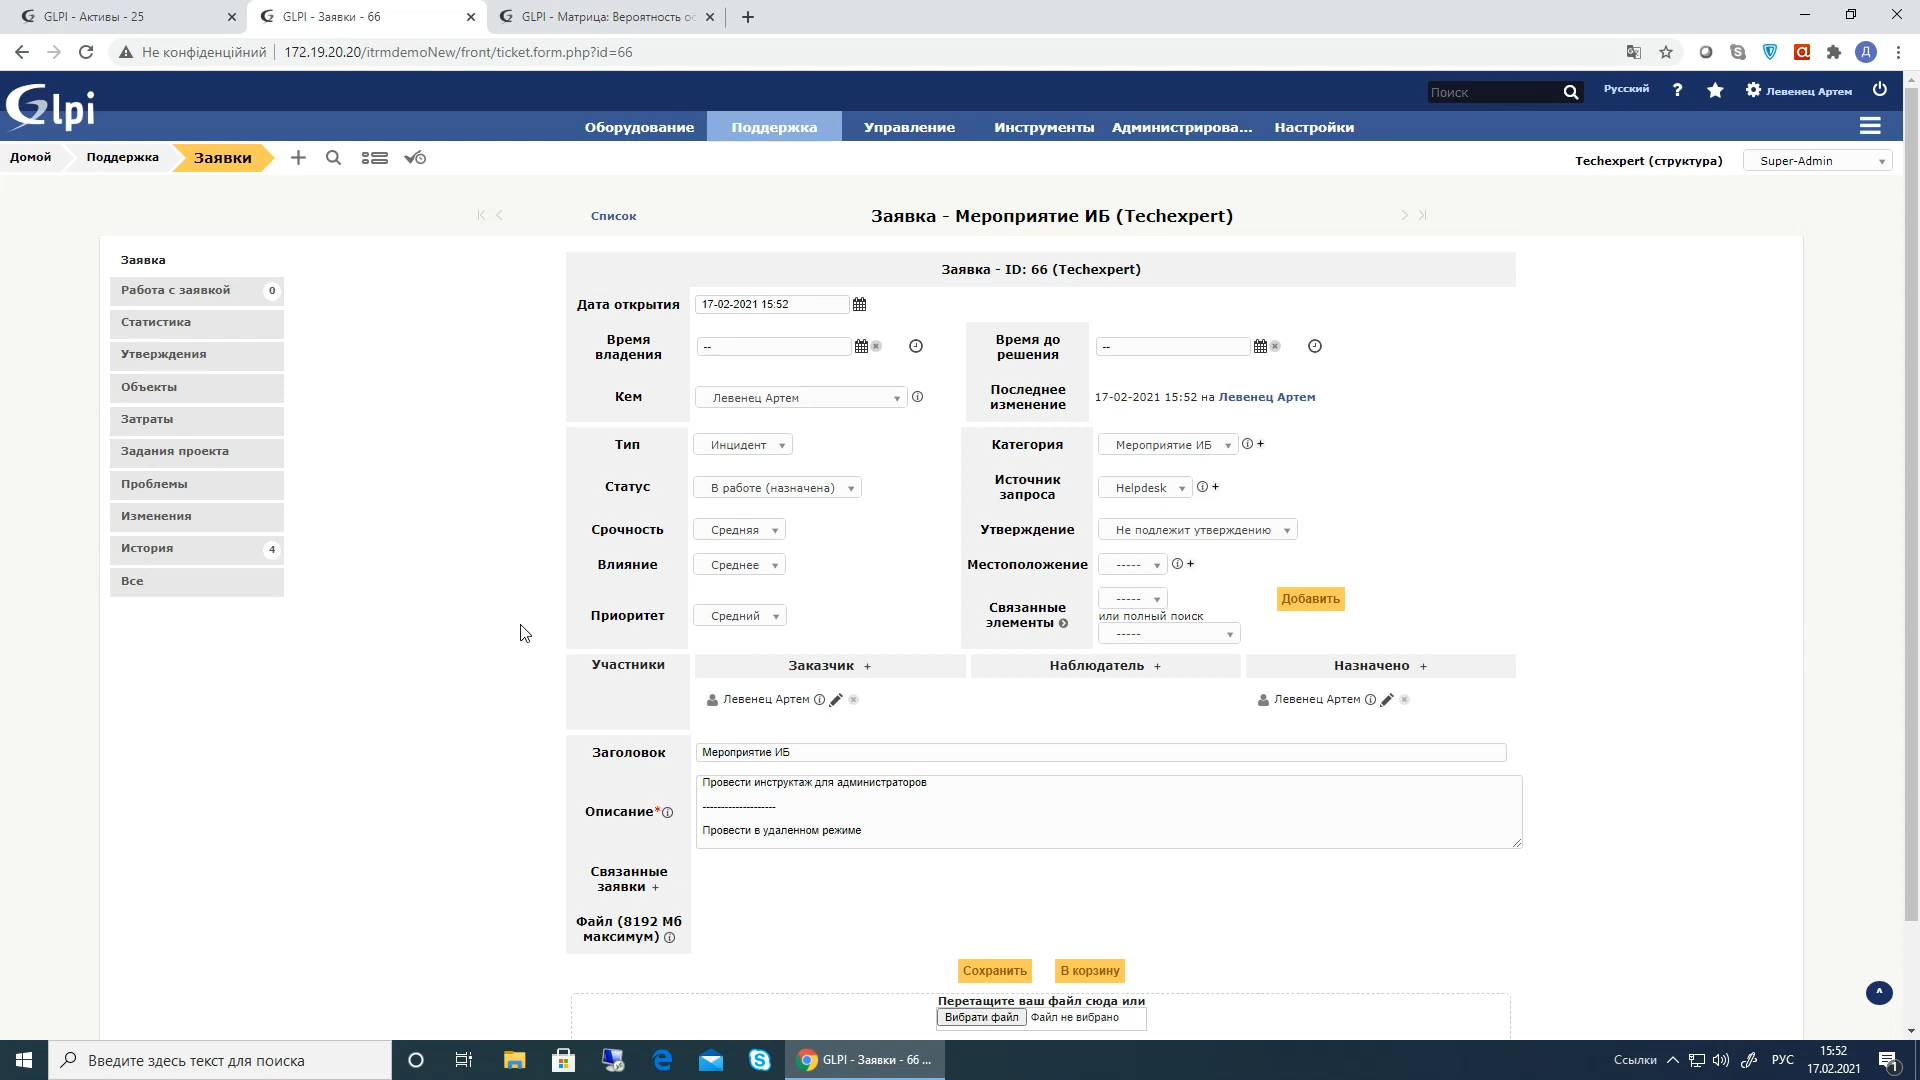 GLPI - Активы - 25
GLPI - Заявки - 66
GLPI - Матрица: Вероятность ос
Не конфіденційний
172.19.20.20/itrmdemoNew/front/ticket.form.php?id=66
Д
Glpi
Поиск
Русский
?
Левенец Артем
Оборудование
Поддержка
Управление
Инструменты
Администрирова...
Настройки
Домой
Поддержка
Заявки
Techexpert (структура)
Super-Admin
Список
Заявка - Мероприятие ИБ (Techexpert)
Заявка
Работа с заявкой 0
Статистика
Утверждения
Объекты
Затраты
Задания проекта
Проблемы
Изменения
История 4
Все
Заявка - ID: 66 (Techexpert)
Дата открытия
17-02-2021 15:52
Время
владения
--
Время до
решения
--
Кем
Левенец Артем
Последнее
изменение
17-02-2021 15:52 на Левенец Артем
Тип
Инцидент
Категория
Мероприятие ИБ
Статус
В работе (назначена)
Источник
запроса
Helpdesk
Срочность
Средняя
Утверждение
Не подлежит утверждению
Влияние
Среднее
Местоположение
-----
Приоритет
Средний
Связанные
элементы
-----
или полный поиск
-----
Добавить
Участники
Заказчик +
Наблюдатель +
Назначено +
Левенец Артем
Левенец Артем
Заголовок
Мероприятие ИБ
Описание*
Провести инструктаж для администраторов
--------------------
Провести в удаленном режиме
Связанные
заявки +
Файл (8192 Мб
максимум)
Сохранить
В корзину
Перетащите ваш файл сюда или
Вибрати файл
Файл не вибрано
Введите здесь текст для поиска
GLPI - Заявки - 66 ...
Ссылки
РУС
15:52
17.02.2021
1